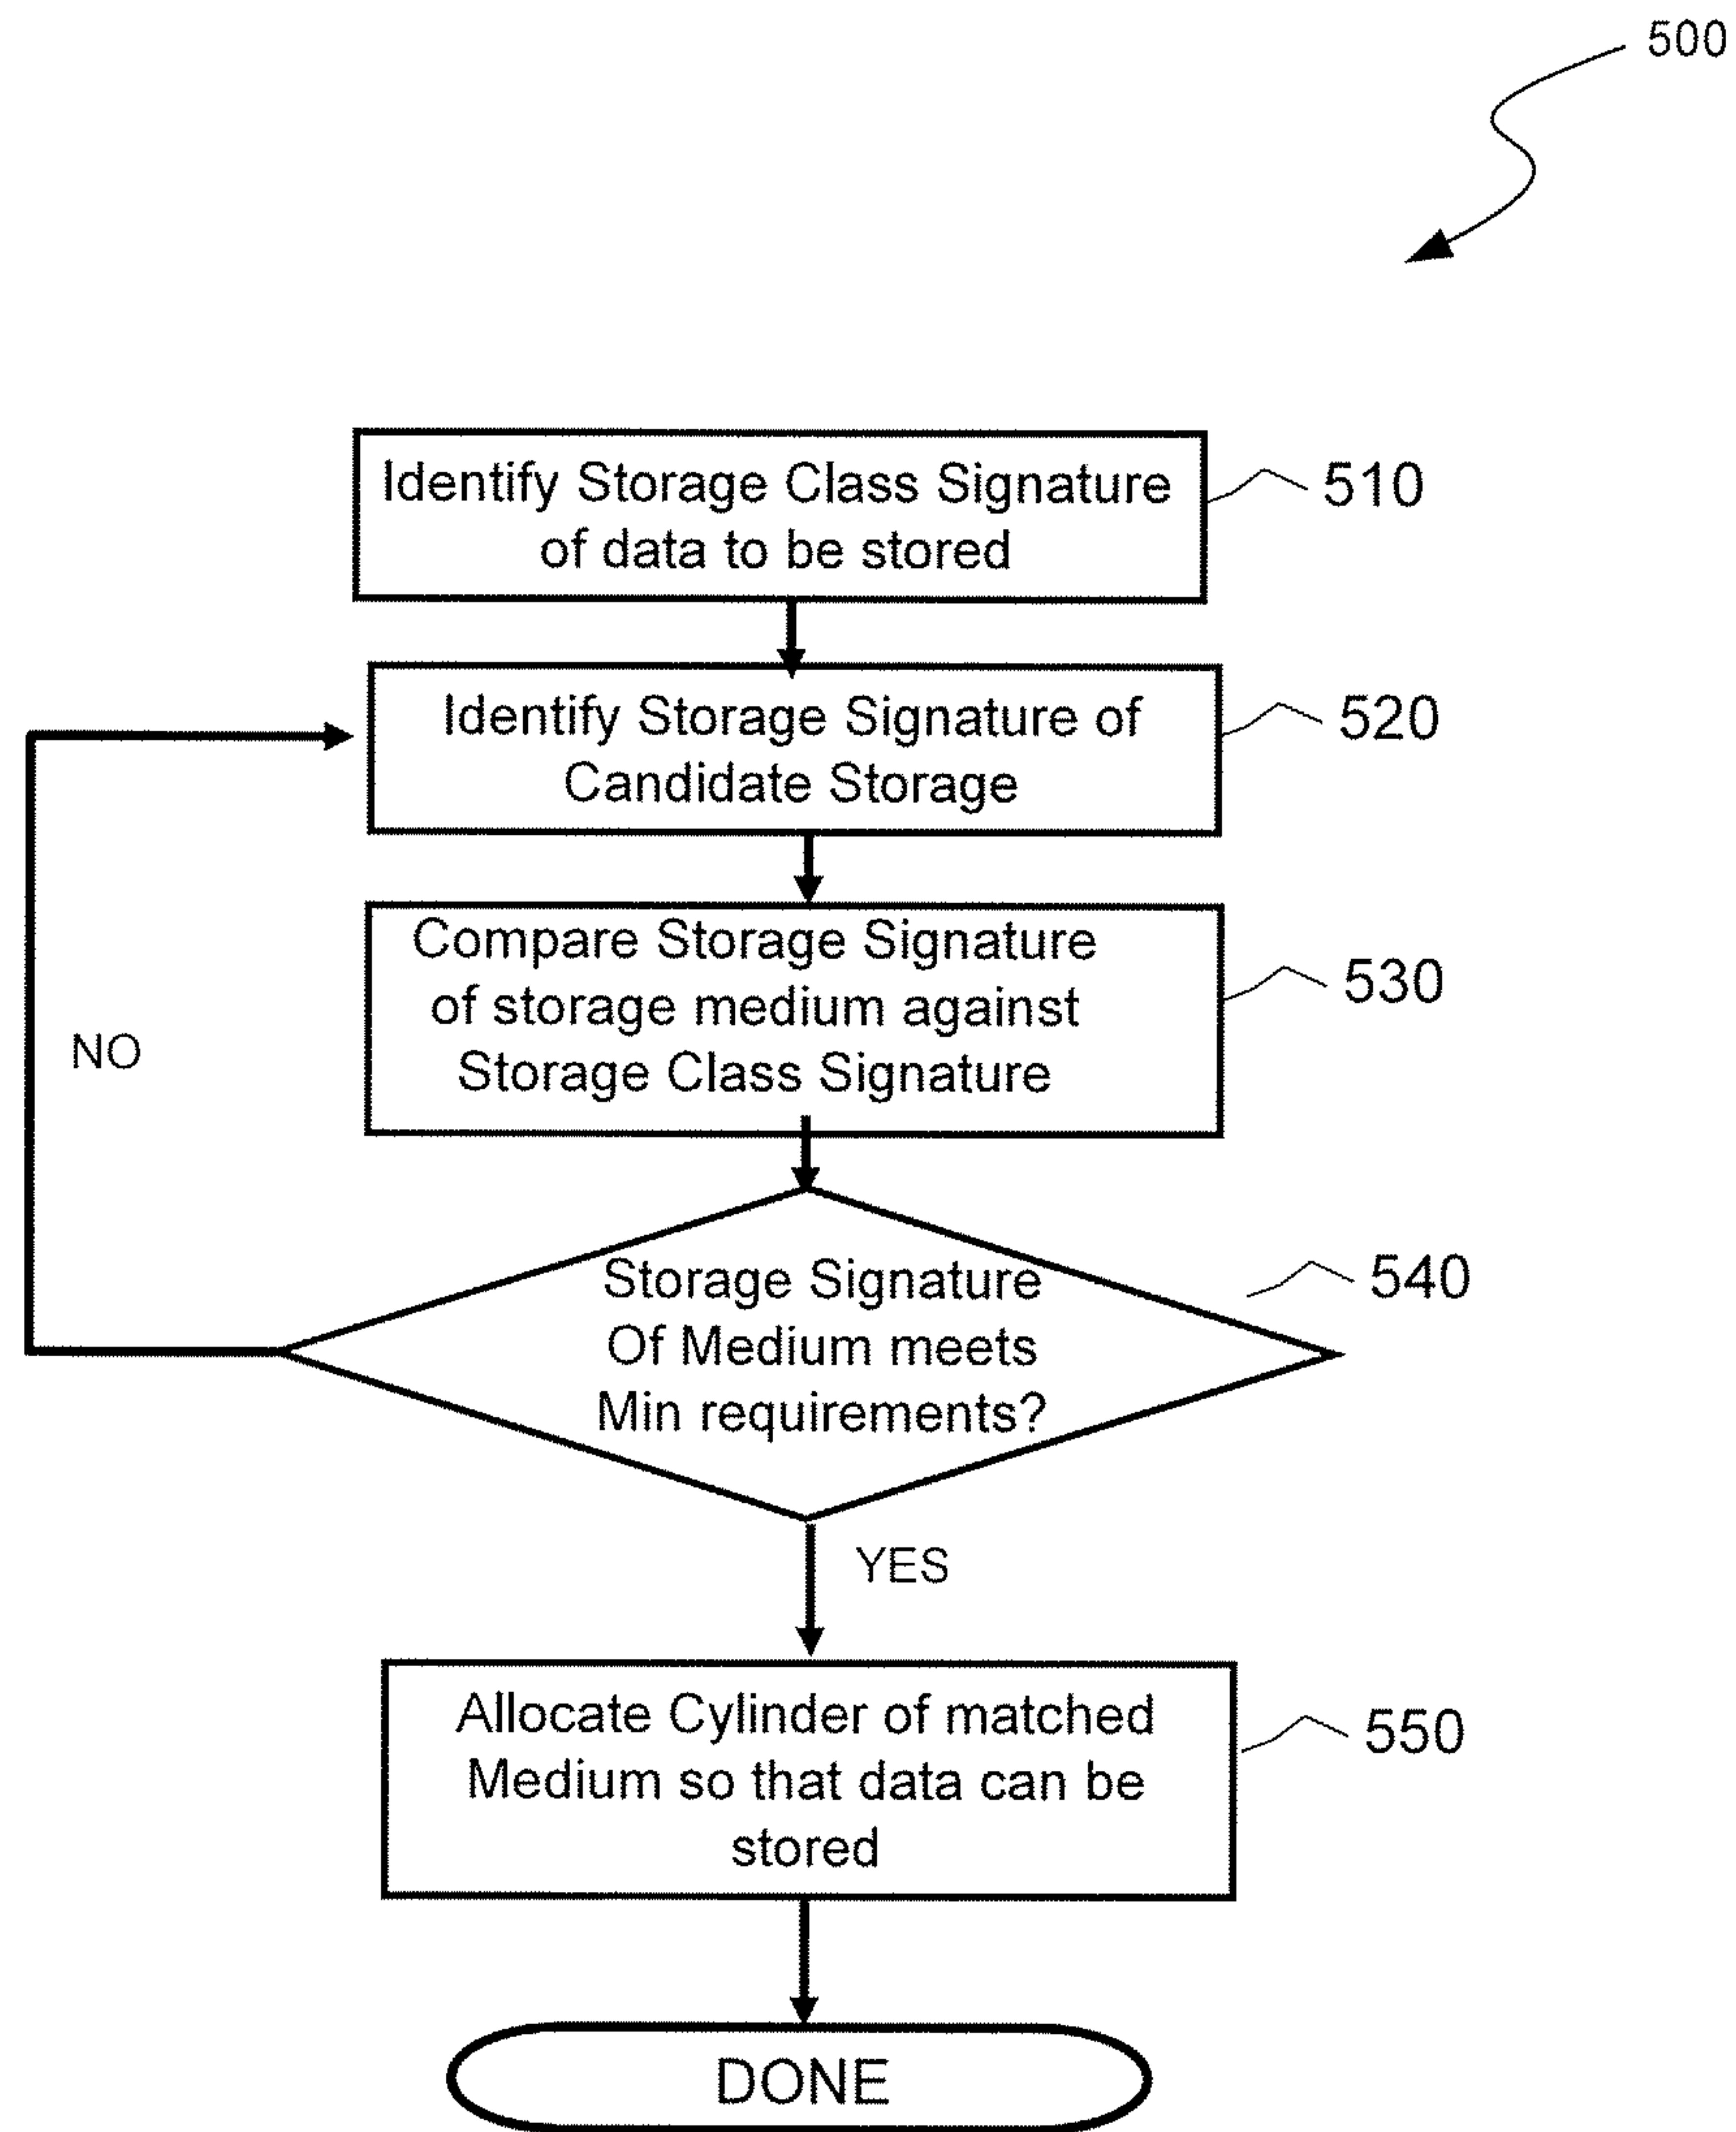 500
Identify Storage Class Signature
of data to be stored
510
Identify Storage Signature of
Candidate Storage
520
Compare Storage Signature
of storage medium against
Storage Class Signature
530
NO
Storage Signature
Of Medium meets
Min requirements?
540
YES
Allocate Cylinder of matched
Medium so that data can be
stored
550
DONE